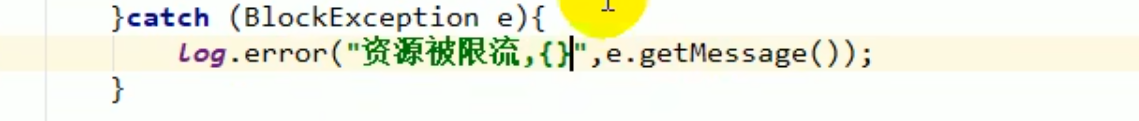 }catch (BlockException e){
log.error("资源被限流,{}",e.getMessage());
}